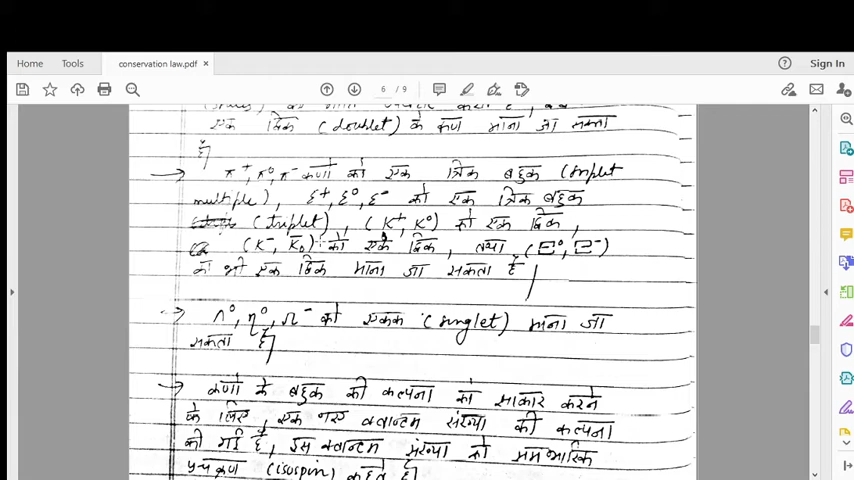 Home Tools conservation law.pdf × Sign In
6 / 9
एक द्विक (doublet) के रूप माना जा सकता
है।
→ π⁺, π⁰, π⁻ कणों को एक त्रिक बहुक (triplet
multiple), Σ⁺, Σ⁰, Σ⁻ को एक त्रिक बहुक
(triplet), (K⁺, K⁰) को एक द्विक,
(K⁻, K̅₀) को एक द्विक, तथा (Ξ⁰, Ξ⁻)
को भी एक द्विक माना जा सकता है।
→ Λ⁰, η⁰, Ω⁻ को एकक (singlet) माना जा
सकता है।
→ कणों के बहुक की कल्पना को साकार करने
के लिए, एक नए क्वान्टम संख्या की कल्पना
की गई है, इस क्वान्टम संख्या को समभारिक
प्रचक्रण (isospin) कहते हैं।